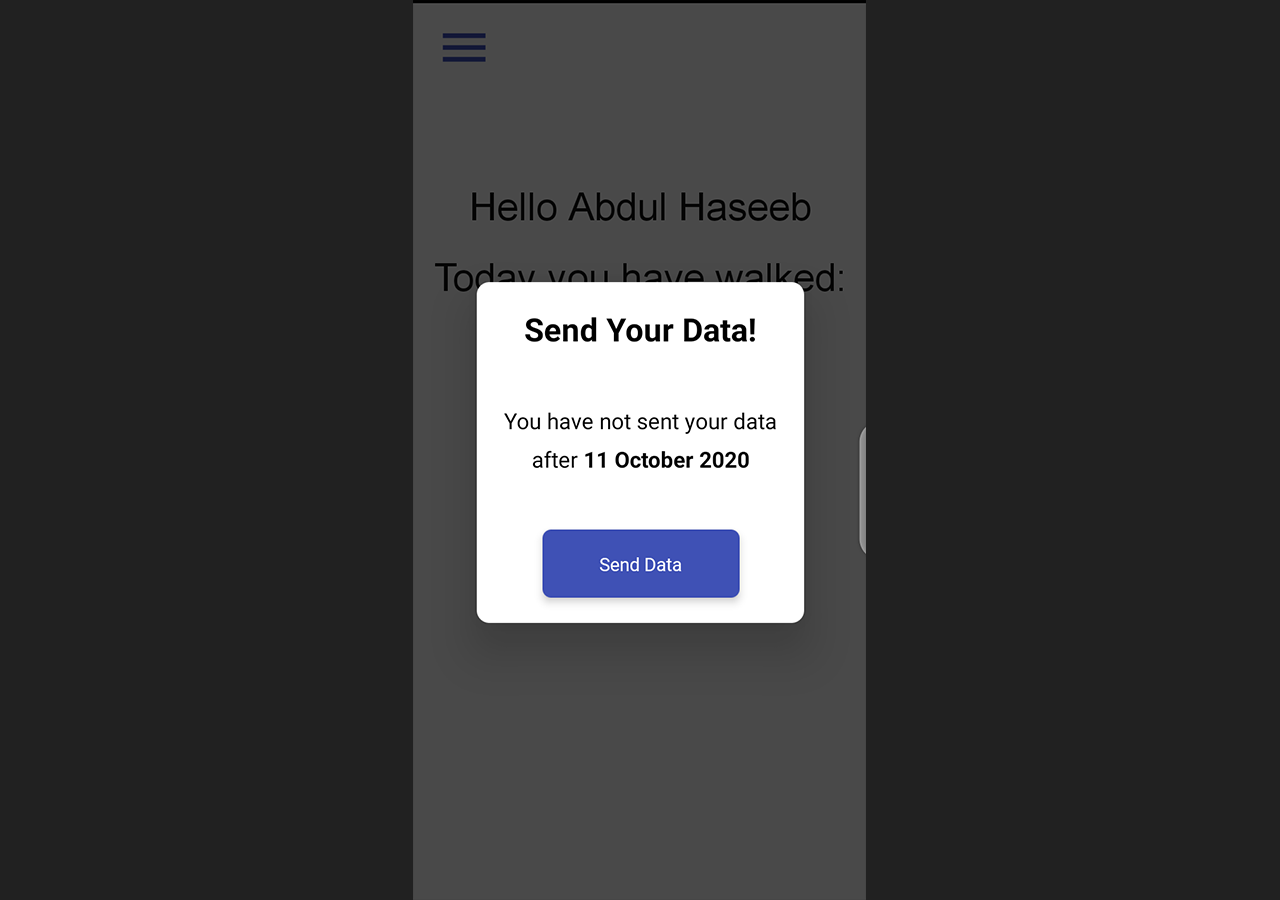 Hello Abdul Haseeb
Today you have walked:
Send Your Data!
You have not sent your data
after 11 October 2020
Send Data